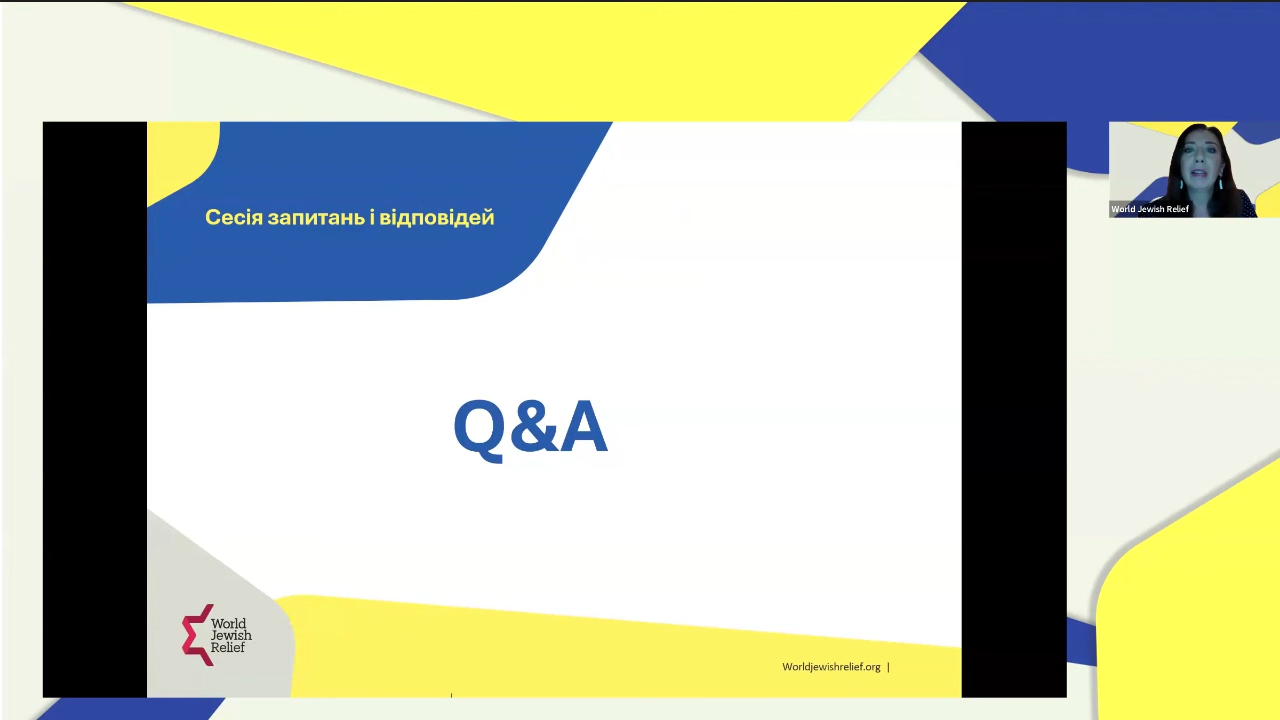 Сесія запитань і відповідей
World Jewish Relief
Q&A
World
Jewish
Relief
Worldjewishrelief.org |